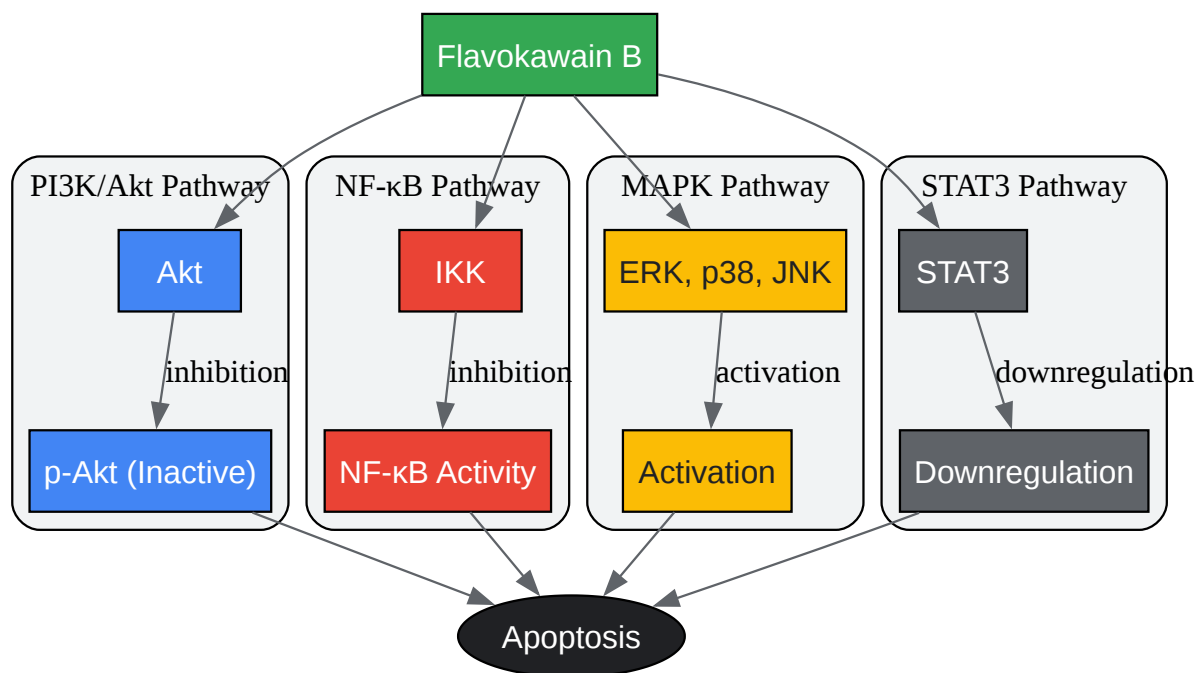 Flavokawain B
PI3K/Akt Pathway
NF-κB Pathway
MAPK Pathway
STAT3 Pathway
Akt
IKK
ERK, p38, JNK
STAT3
inhibition
inhibition
activation
downregulation
p-Akt (Inactive)
NF-κB Activity
Activation
Downregulation
Apoptosis